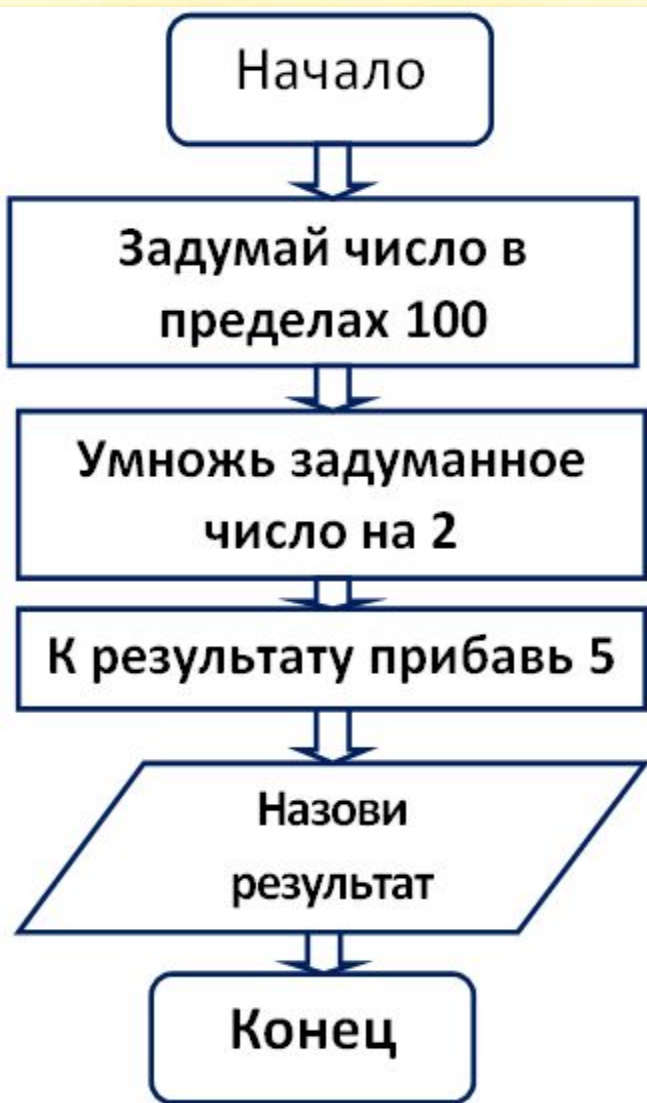 Начало
Задумай число в
пределах 100
Умножь задуманное
число на 2
К результату прибавь 5
Назови
результат
Конец